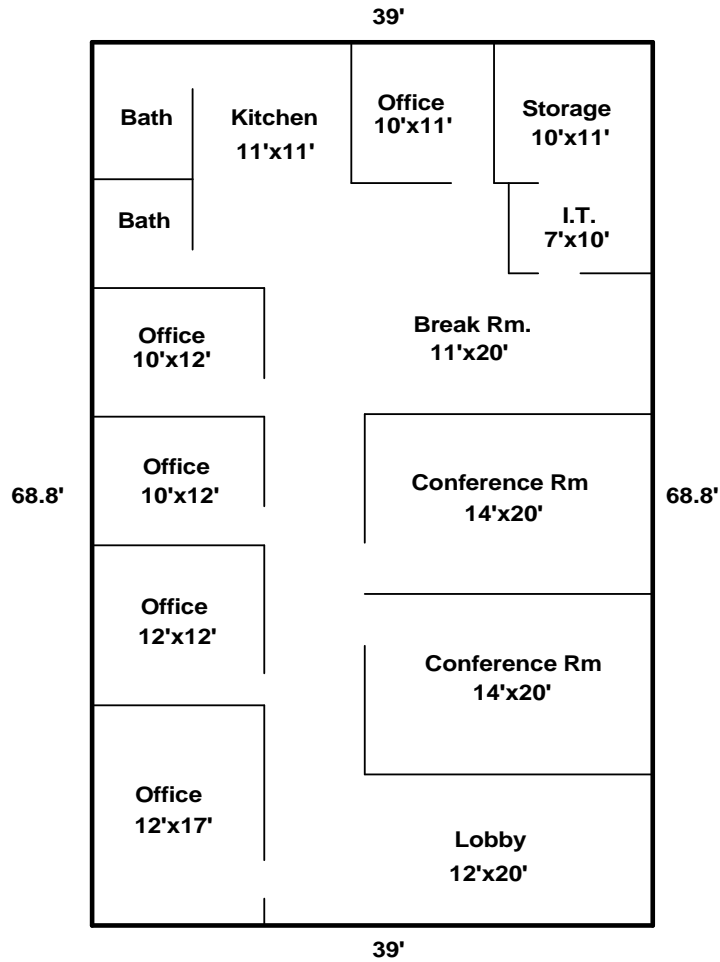 39'
Bath
Kitchen
11'x11'
Office
10'x11'
Storage
10'x11'
Bath
I.T.
7'x10'
Office
10'x12'
Break Rm.
11'x20'
Office
10'x12'
Conference Rm
14'x20'
68.8'
68.8'
Office
12'x12'
Conference Rm
14'x20'
Office
12'x17'
Lobby
12'x20'
39'